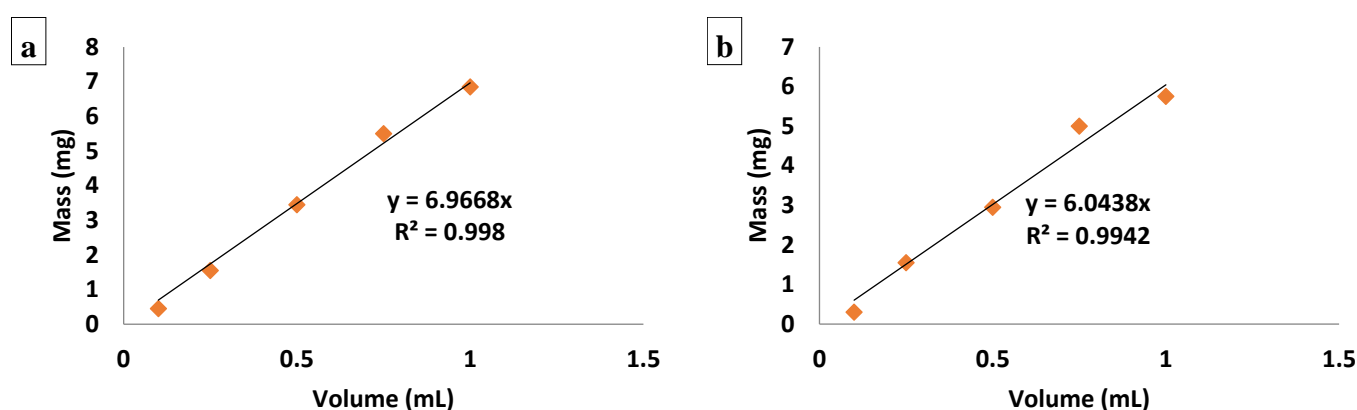 a
8
7
6
5
4
3
2
1
0
Mass (mg)
y = 6.9668x
R² = 0.998
0 0.5 1 1.5
Volume (mL)
b
7
6
5
4
3
2
1
0
Mass (mg)
y = 6.0438x
R² = 0.9942
0 0.5 1 1.5
Volume (mL)